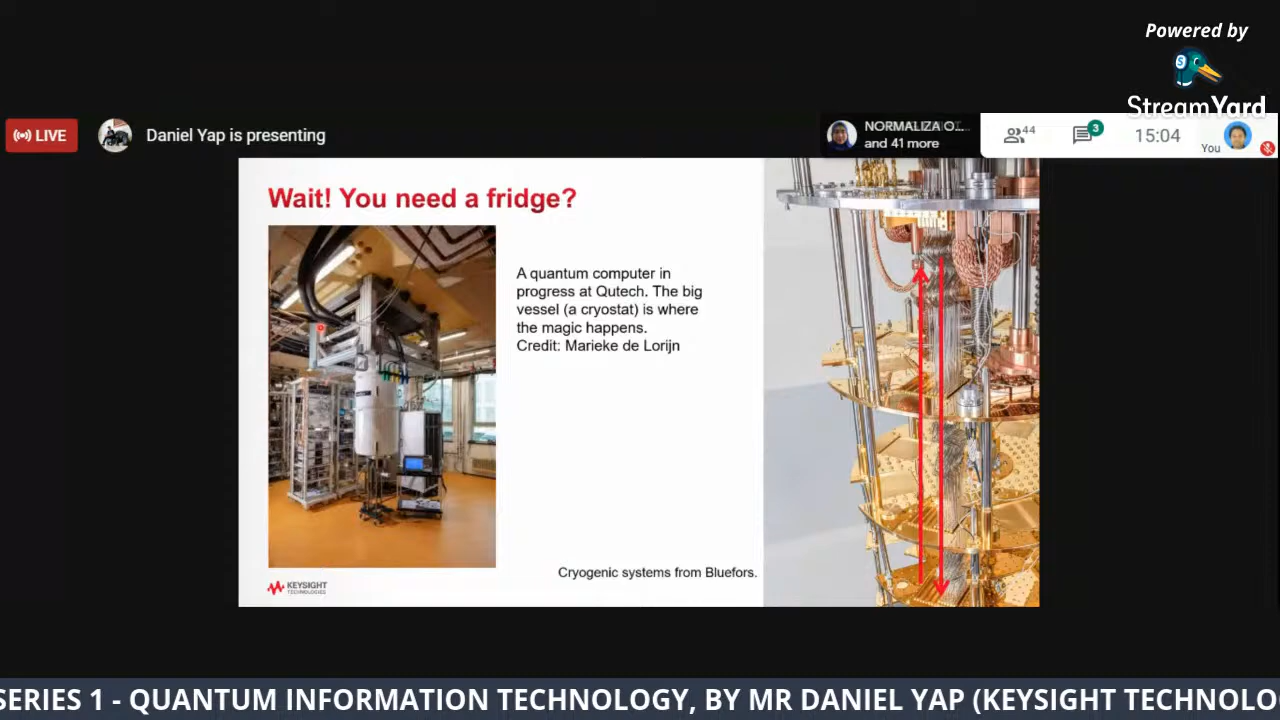 Powered by
StreamYard
LIVE
Daniel Yap is presenting
NORMALIZA O...
and 41 more
44
3
15:04
You
Wait! You need a fridge?
A quantum computer in
progress at Qutech. The big
vessel (a cryostat) is where
the magic happens.
Credit: Marieke de Lorijn
Cryogenic systems from Bluefors.
KEYSIGHT
TECHNOLOGIES
SERIES 1 - QUANTUM INFORMATION TECHNOLOGY, BY MR DANIEL YAP (KEYSIGHT TECHNOLO